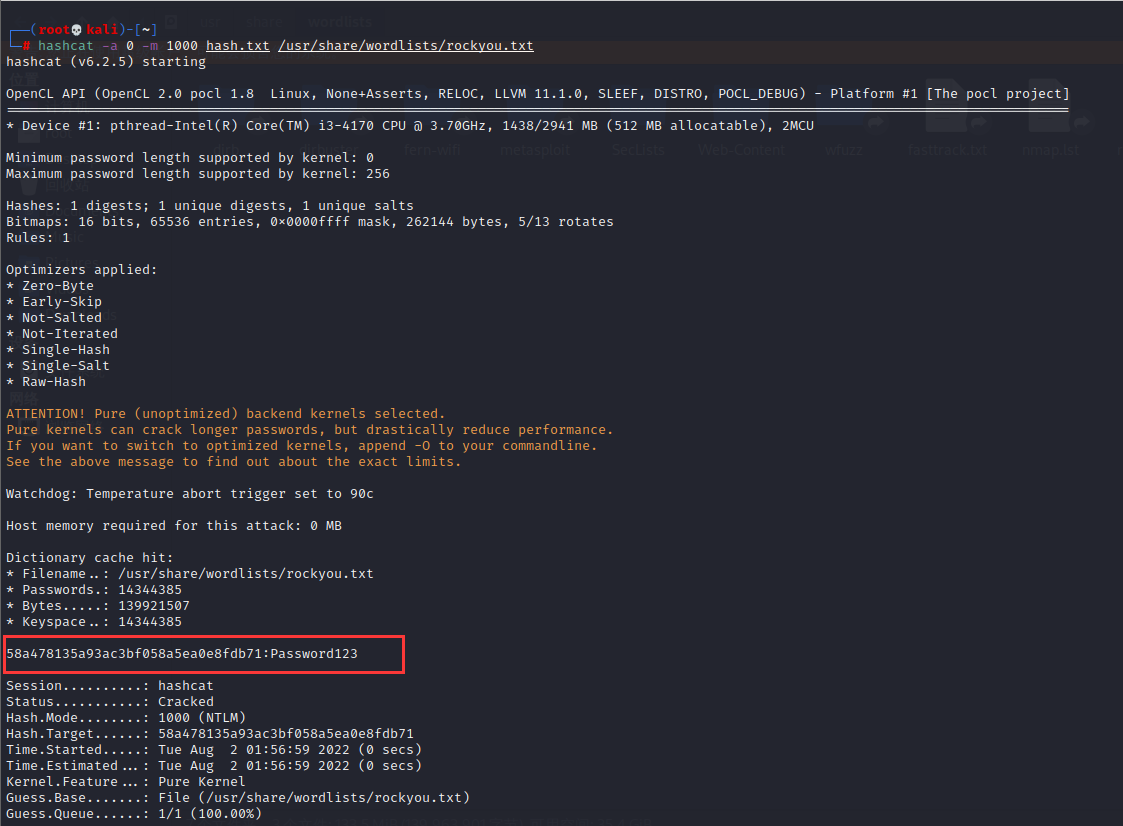 ┌──(root💀kali)-[~]
└─# hashcat -a 0 -m 1000 hash.txt /usr/share/wordlists/rockyou.txt
hashcat (v6.2.5) starting
OpenCL API (OpenCL 2.0 pocl 1.8  Linux, None+Asserts, RELOC, LLVM 11.1.0, SLEEF, DISTRO, POCL_DEBUG) - Platform #1 [The pocl project]
* Device #1: pthread-Intel(R) Core(TM) i3-4170 CPU @ 3.70GHz, 1438/2941 MB (512 MB allocatable), 2MCU
Minimum password length supported by kernel: 0
Maximum password length supported by kernel: 256
Hashes: 1 digests; 1 unique digests, 1 unique salts
Bitmaps: 16 bits, 65536 entries, 0×0000ffff mask, 262144 bytes, 5/13 rotates
Rules: 1
Optimizers applied:
* Zero-Byte
* Early-Skip
* Not-Salted
* Not-Iterated
* Single-Hash
* Single-Salt
* Raw-Hash
ATTENTION! Pure (unoptimized) backend kernels selected.
Pure kernels can crack longer passwords, but drastically reduce performance.
If you want to switch to optimized kernels, append -O to your commandline.
See the above message to find out about the exact limits.
Watchdog: Temperature abort trigger set to 90c
Host memory required for this attack: 0 MB
Dictionary cache hit:
* Filename..: /usr/share/wordlists/rockyou.txt
* Passwords.: 14344385
* Bytes.....: 139921507
* Keyspace..: 14344385
58a478135a93ac3bf058a5ea0e8fdb71:Password123
Session..........: hashcat
Status...........: Cracked
Hash.Mode........: 1000 (NTLM)
Hash.Target......: 58a478135a93ac3bf058a5ea0e8fdb71
Time.Started.....: Tue Aug  2 01:56:59 2022 (0 secs)
Time.Estimated...: Tue Aug  2 01:56:59 2022 (0 secs)
Kernel.Feature...: Pure Kernel
Guess.Base.......: File (/usr/share/wordlists/rockyou.txt)
Guess.Queue......: 1/1 (100.00%)